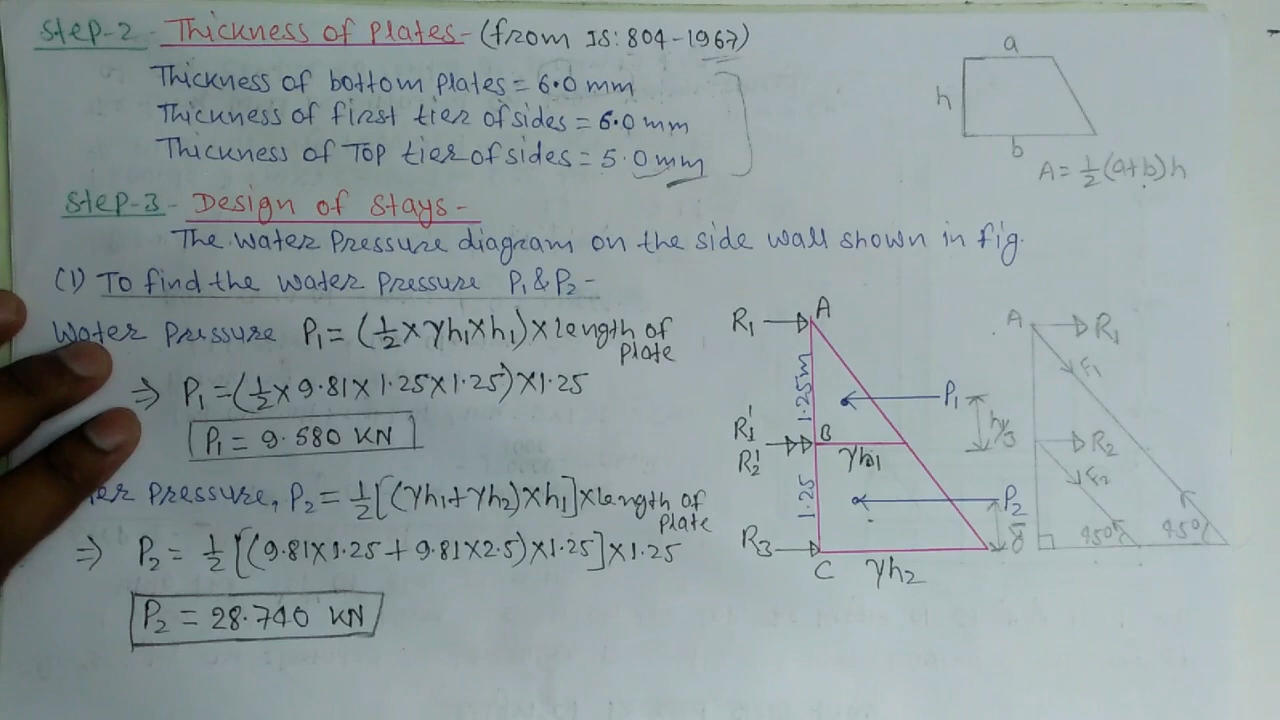 Step-2 - Thickness of Plates - (from IS: 804-1967)
Thickness of bottom Plates = 6.0 mm
Thickness of first tier of sides = 6.0 mm
Thickness of Top tier of sides = 5.0 mm
a
h
b
A = ½(a+b)h
Step-3 - Design of Stays -
The water Pressure diagram on the side wall shown in fig.
(1) To find the water Pressure P₁ & P₂ -
Water Pressure P₁ = (½ × γh₁ × h₁) × length of plate
⇒ P₁ = (½ × 9.81 × 1.25 × 1.25) × 1.25
P₁ = 9.580 KN
er Pressure, P₂ = ½[(γh₁ + γh₂) × h₁] × length of plate
⇒ P₂ = ½[(9.81×1.25 + 9.81×2.5) × 1.25] × 1.25
P₂ = 28.740 KN
R₁ A
1.25m
P₁
h/3
R₁' B
R₂'
γh₁
1.25
P₂
ȳ
R₃
C γh₂
A R₁
F₁
R₂
F₂
45° 45°